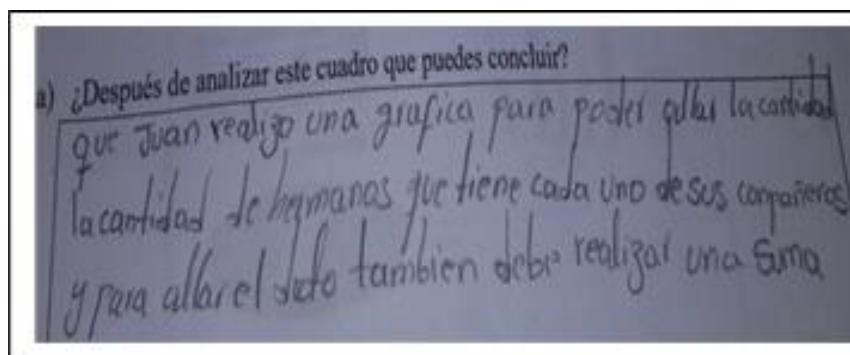 a) ¿Después de analizar este cuadro que puedes concluir?
que Juan realizo una grafica para poder allar la cantidad
la cantidad de hermanos que tiene cada uno de sus compañeros
y para allar el dato tambien debio realizar una suma